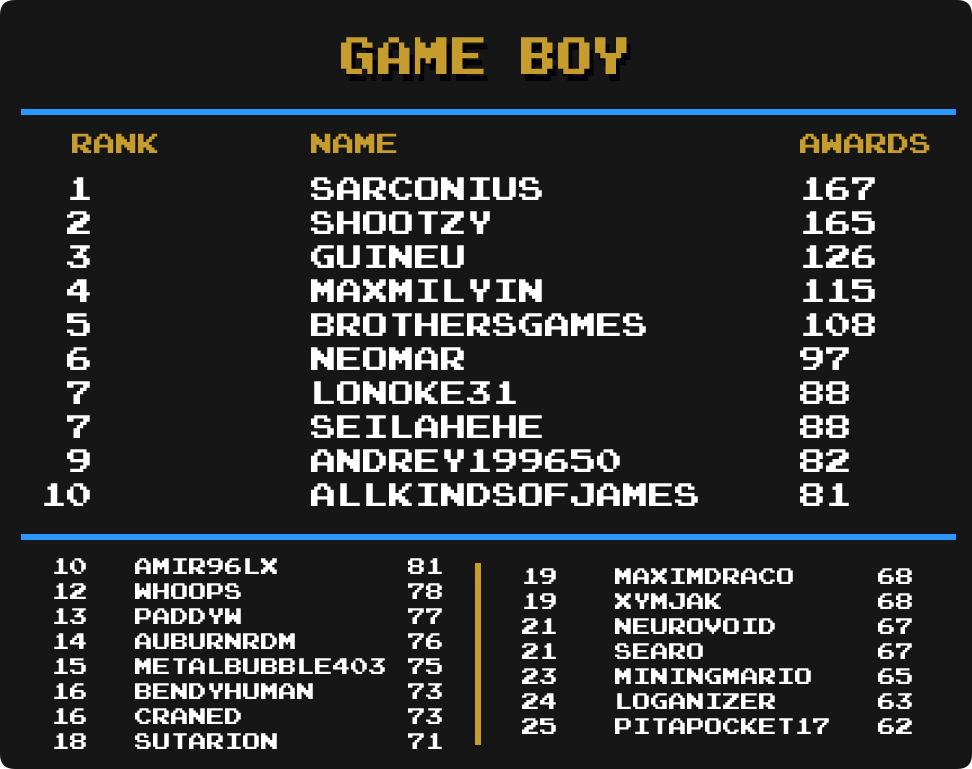 GAME BOY
RANK NAME AWARDS
1 SARCONIUS 167
2 SHOOTZY 165
3 GUINEU 126
4 MAXMILYIN 115
5 BROTHERSGAMES 108
6 NEOMAR 97
7 LONOKE31 88
7 SEILAHEHE 88
9 ANDREY199650 82
10 ALLKINDSOFJAMES 81
10 AMIR96LX 81
12 WHOOPS 78
13 PADDYW 77
14 AUBURNRDM 76
15 METALBUBBLE403 75
16 BENDYHUMAN 73
16 CRANED 73
18 SUTARION 71
19 MAXIMDRACO 68
19 XYMJAK 68
21 NEUROVOID 67
21 SEARO 67
23 MININGMARIO 65
24 LOGANIZER 63
25 PITAPOCKET17 62